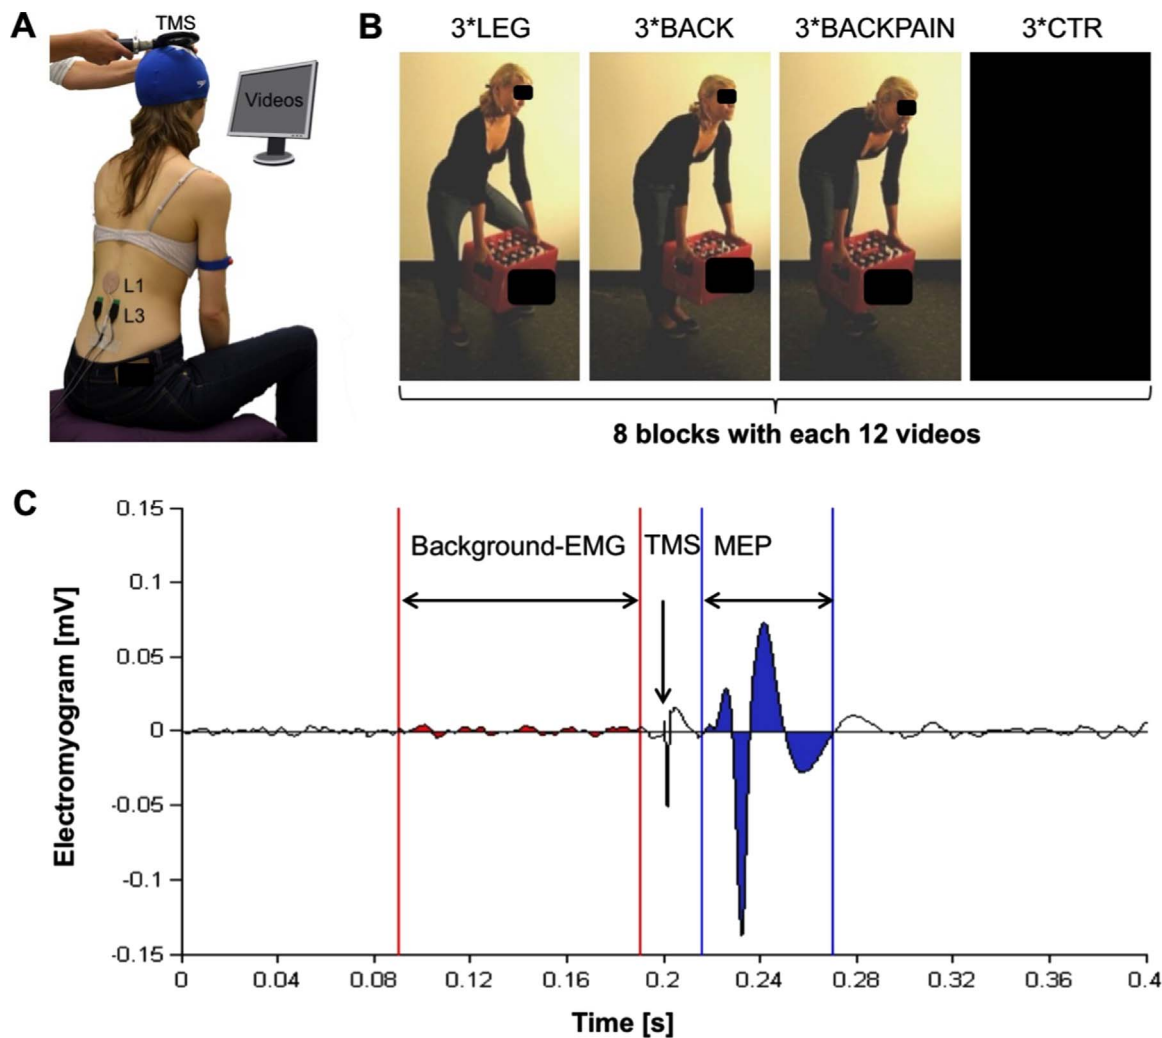 A
TMS
Videos
L1
L3
B
3*LEG 3*BACK 3*BACKPAIN 3*CTR
8 blocks with each 12 videos
C
Electromyogram [mV]
0.15
0.1
0.05
0
-0.05
-0.1
-0.15
Background-EMG TMS MEP
0 0.04 0.08 0.12 0.16 0.2 0.24 0.28 0.32 0.36 0.4
Time [s]